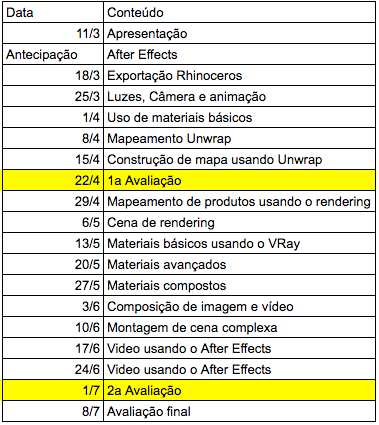 Data Conteúdo
11/3 Apresentação
Antecipação After Effects
18/3 Exportação Rhinoceros
25/3 Luzes, Câmera e animação
1/4 Uso de materiais básicos
8/4 Mapeamento Unwrap
15/4 Construção de mapa usando Unwrap
22/4 1a Avaliação
29/4 Mapeamento de produtos usando o rendering
6/5 Cena de rendering
13/5 Materiais básicos usando o VRay
20/5 Materiais avançados
27/5 Materiais compostos
3/6 Composição de imagem e vídeo
10/6 Montagem de cena complexa
17/6 Video usando o After Effects
24/6 Video usando o After Effects
1/7 2a Avaliação
8/7 Avaliação final